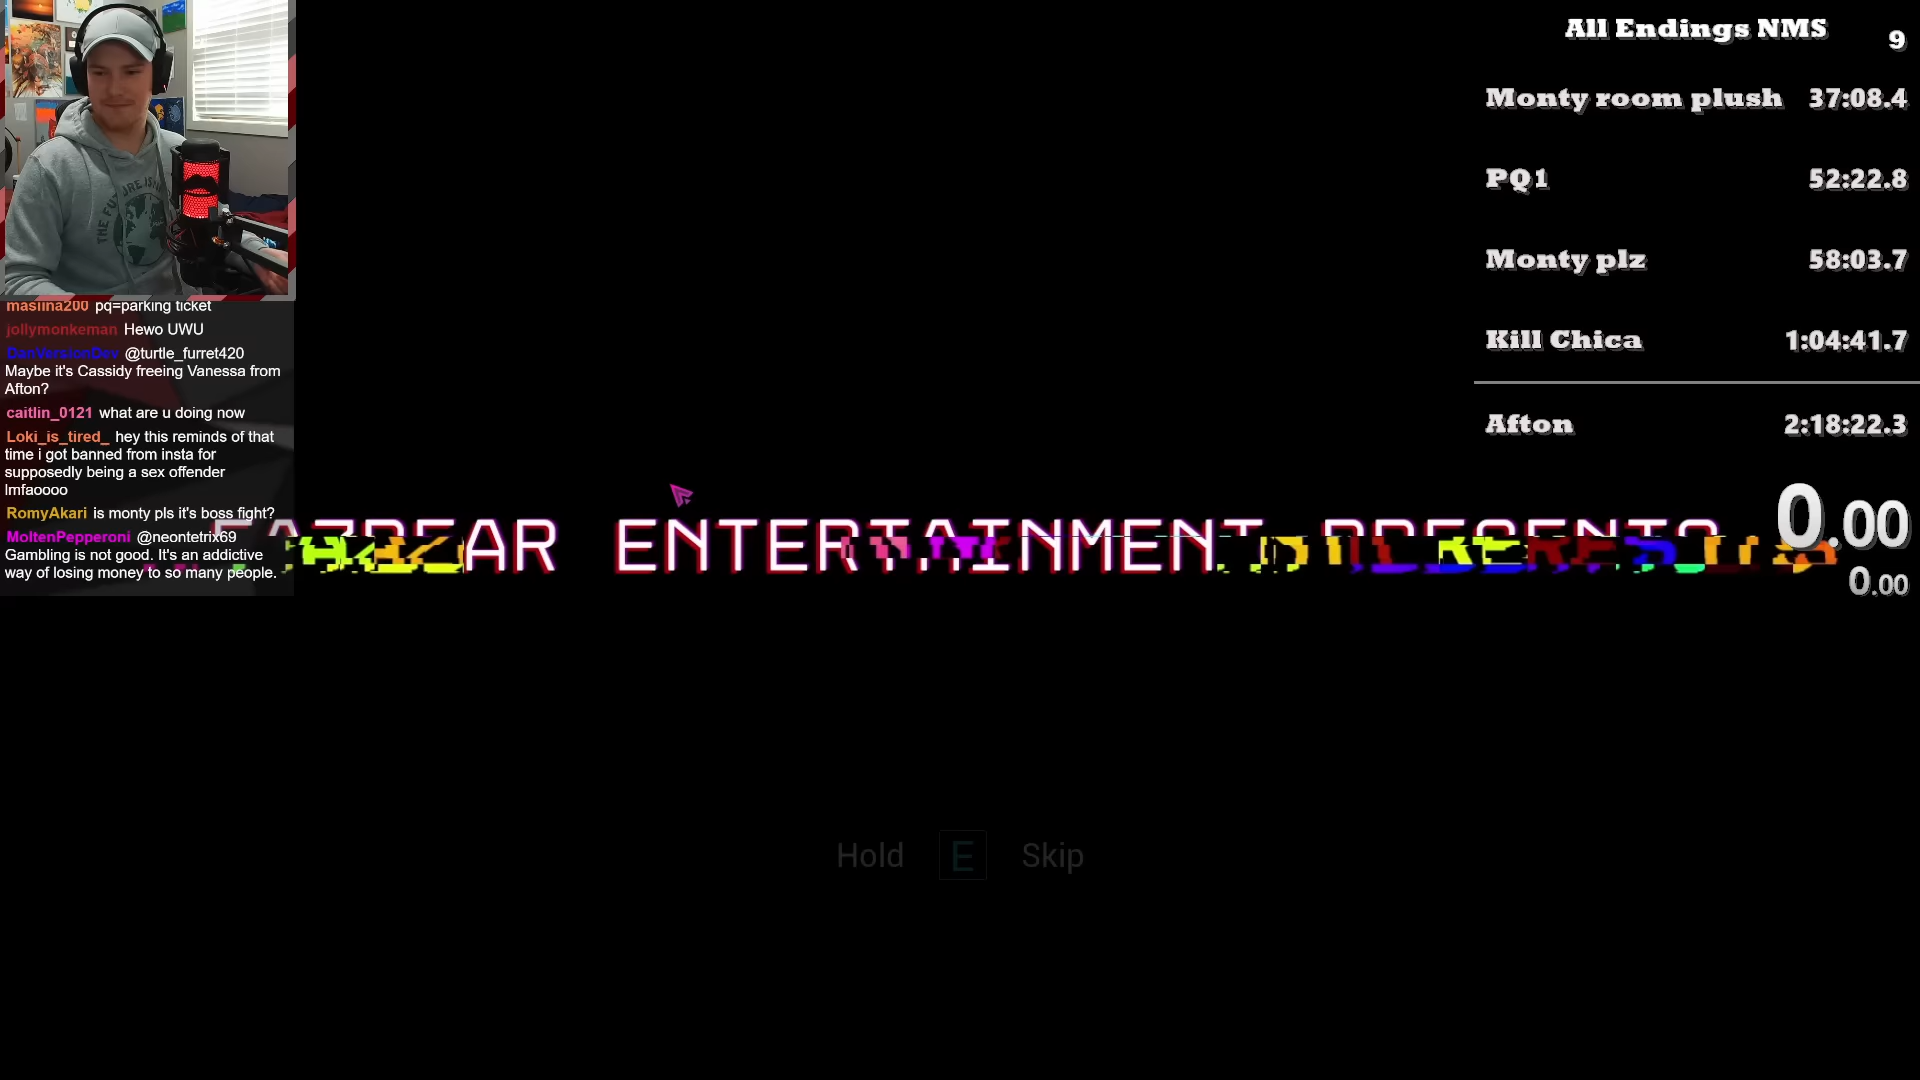 All Endings NMS
9
Monty room plush 37:08.4
PQ1 52:22.8
Monty plz 58:03.7
Kill Chica 1:04:41.7
Afton 2:18:22.3
0.00
0.00
THE FUTURE IS
masiina200 pq=parking ticket
jollymonkeman Hewo UWU
DanVersionDev @turtle_furret420
Maybe it's Cassidy freeing Vanessa from
Afton?
caitlin_0121 what are u doing now
Loki_is_tired_ hey this reminds of that
time i got banned from insta for
supposedly being a sex offender
lmfaoooo
RomyAkari is monty pls it's boss fight?
MoltenPepperoni @neontetrix69
Gambling is not good. It's an addictive
way of losing money to so many people.
FAZBEAR ENTERTAINMENT PRESENTS
Hold E Skip